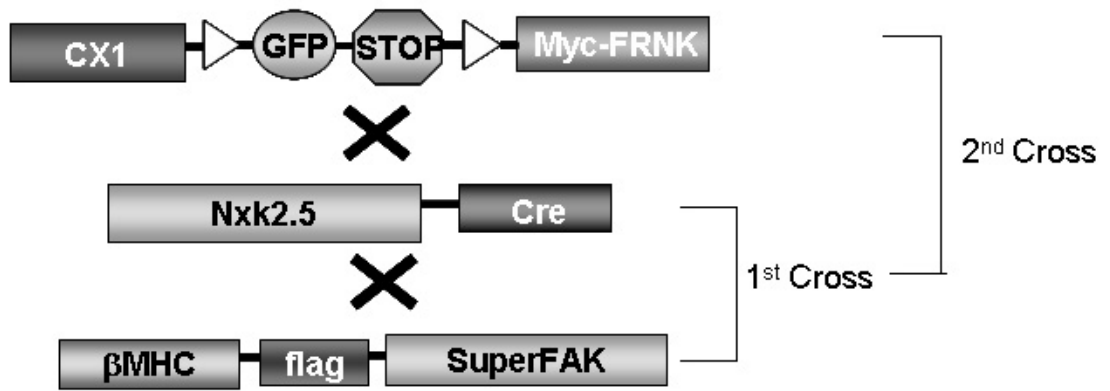 CX1 GFP STOP Myc-FRNK
2nd Cross
Nxk2.5 Cre
1st Cross
βMHC flag SuperFAK